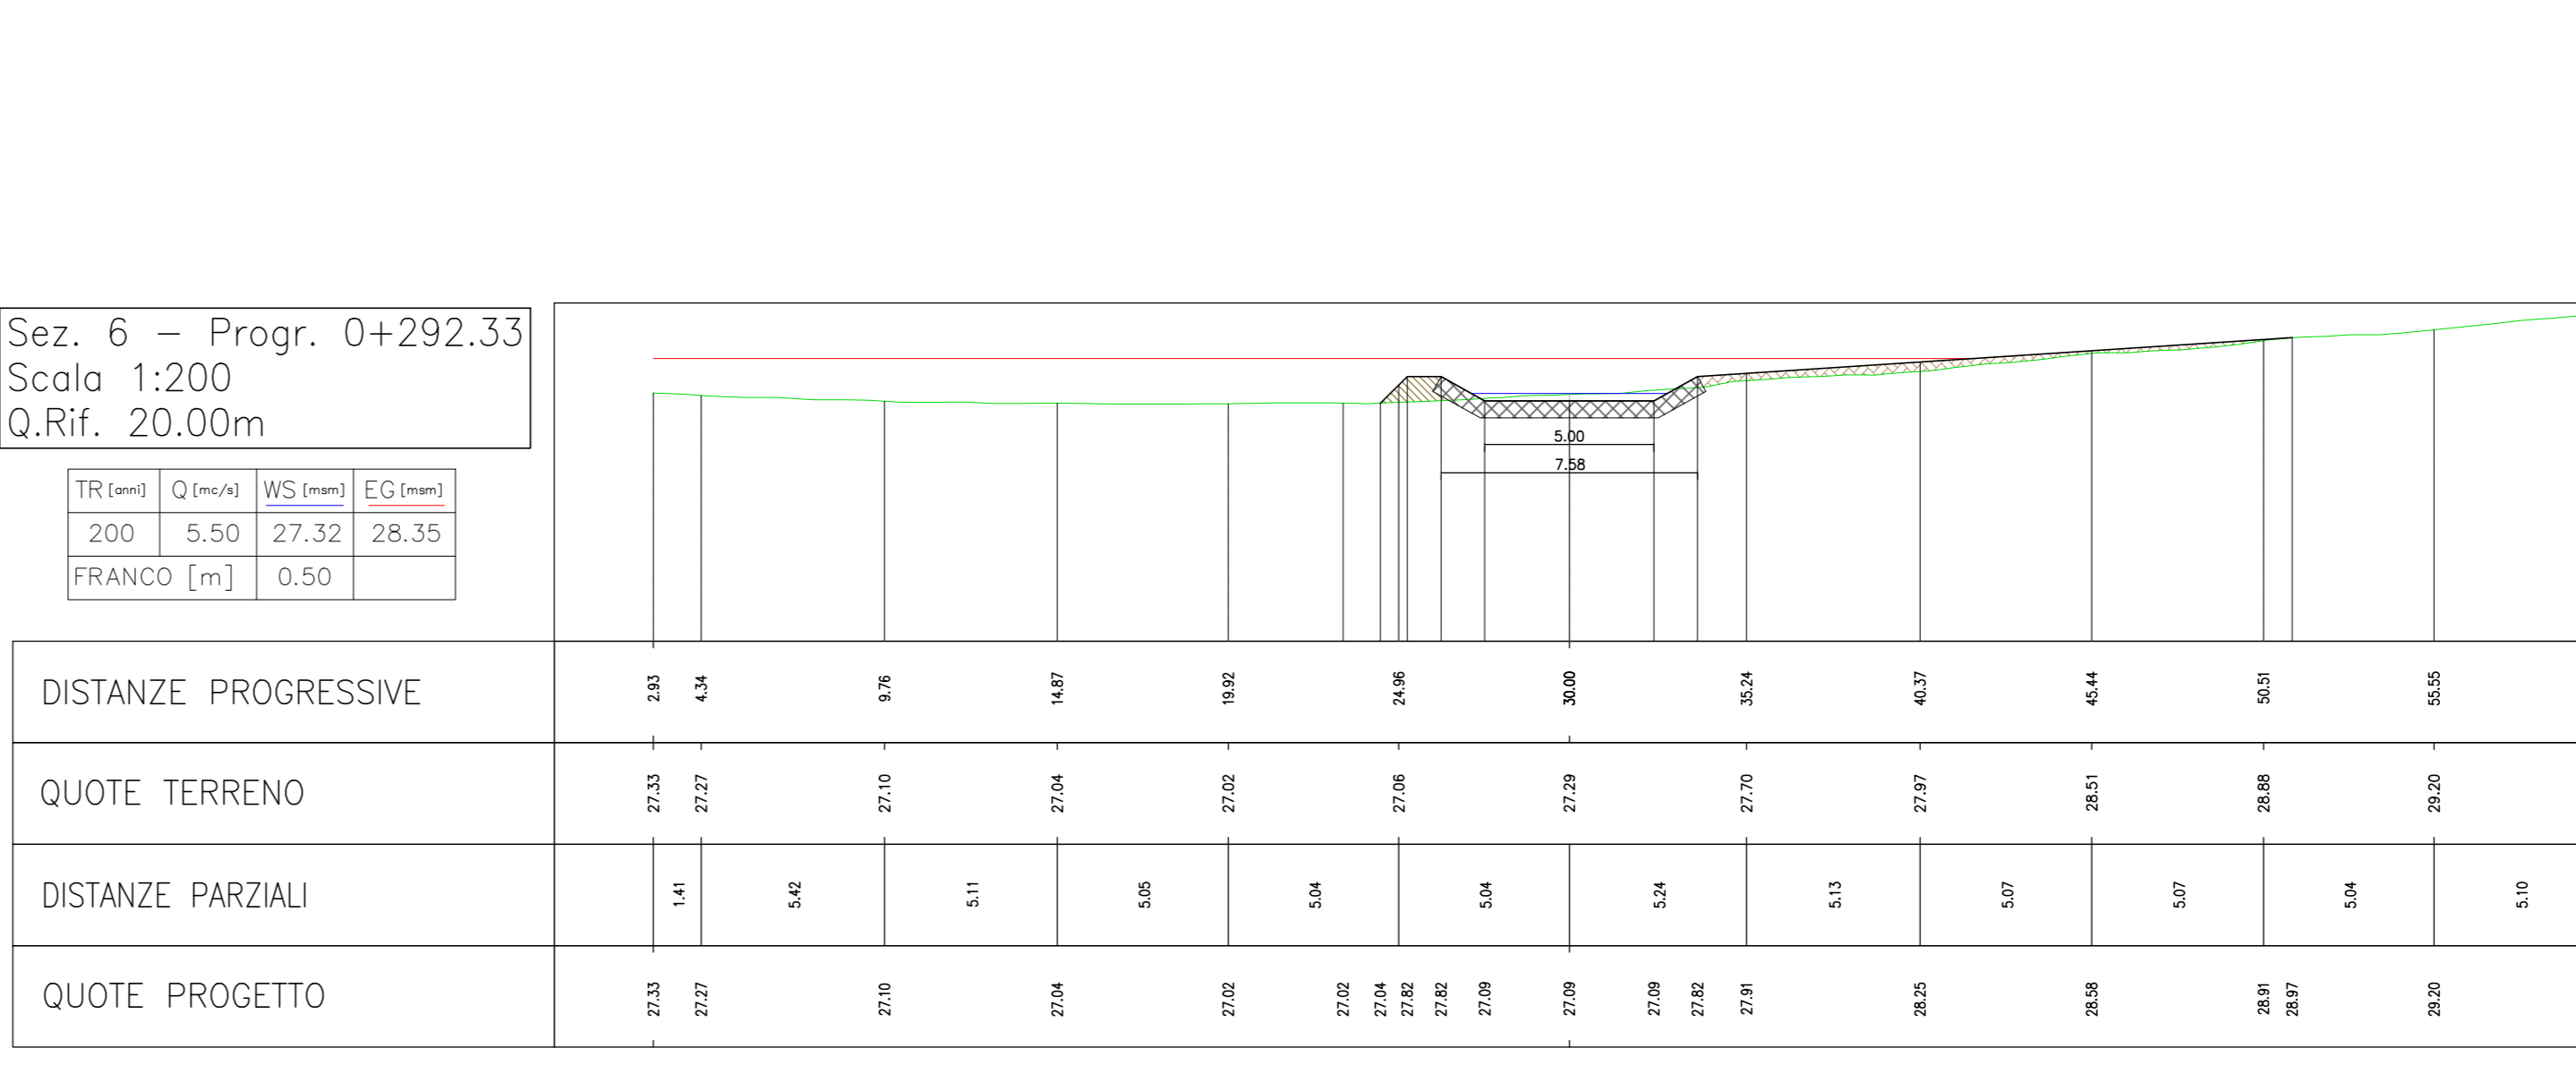 Sez. 6 – Progr. 0+292.33
Scala 1:200
Q.Rif. 20.00m
TR [anni] Q [mc/s] WS [msm] EG [msm]
200 5.50 27.32 28.35
FRANCO [m] 0.50
5.00
7.58
DISTANZE PROGRESSIVE 2.93 4.34 9.76 14.87 19.92 24.96 30.00 35.24 40.37 45.44 50.51 55.55
QUOTE TERRENO 27.33 27.27 27.10 27.04 27.02 27.06 27.29 27.70 27.97 28.51 28.88 29.20
DISTANZE PARZIALI 1.41 5.42 5.11 5.05 5.04 5.04 5.24 5.13 5.07 5.07 5.04 5.10
QUOTE PROGETTO 27.33 27.27 27.10 27.04 27.02 27.02 27.04 27.82 27.82 27.09 27.09 27.09 27.82 27.91 28.25 28.58 28.91 28.97 29.20